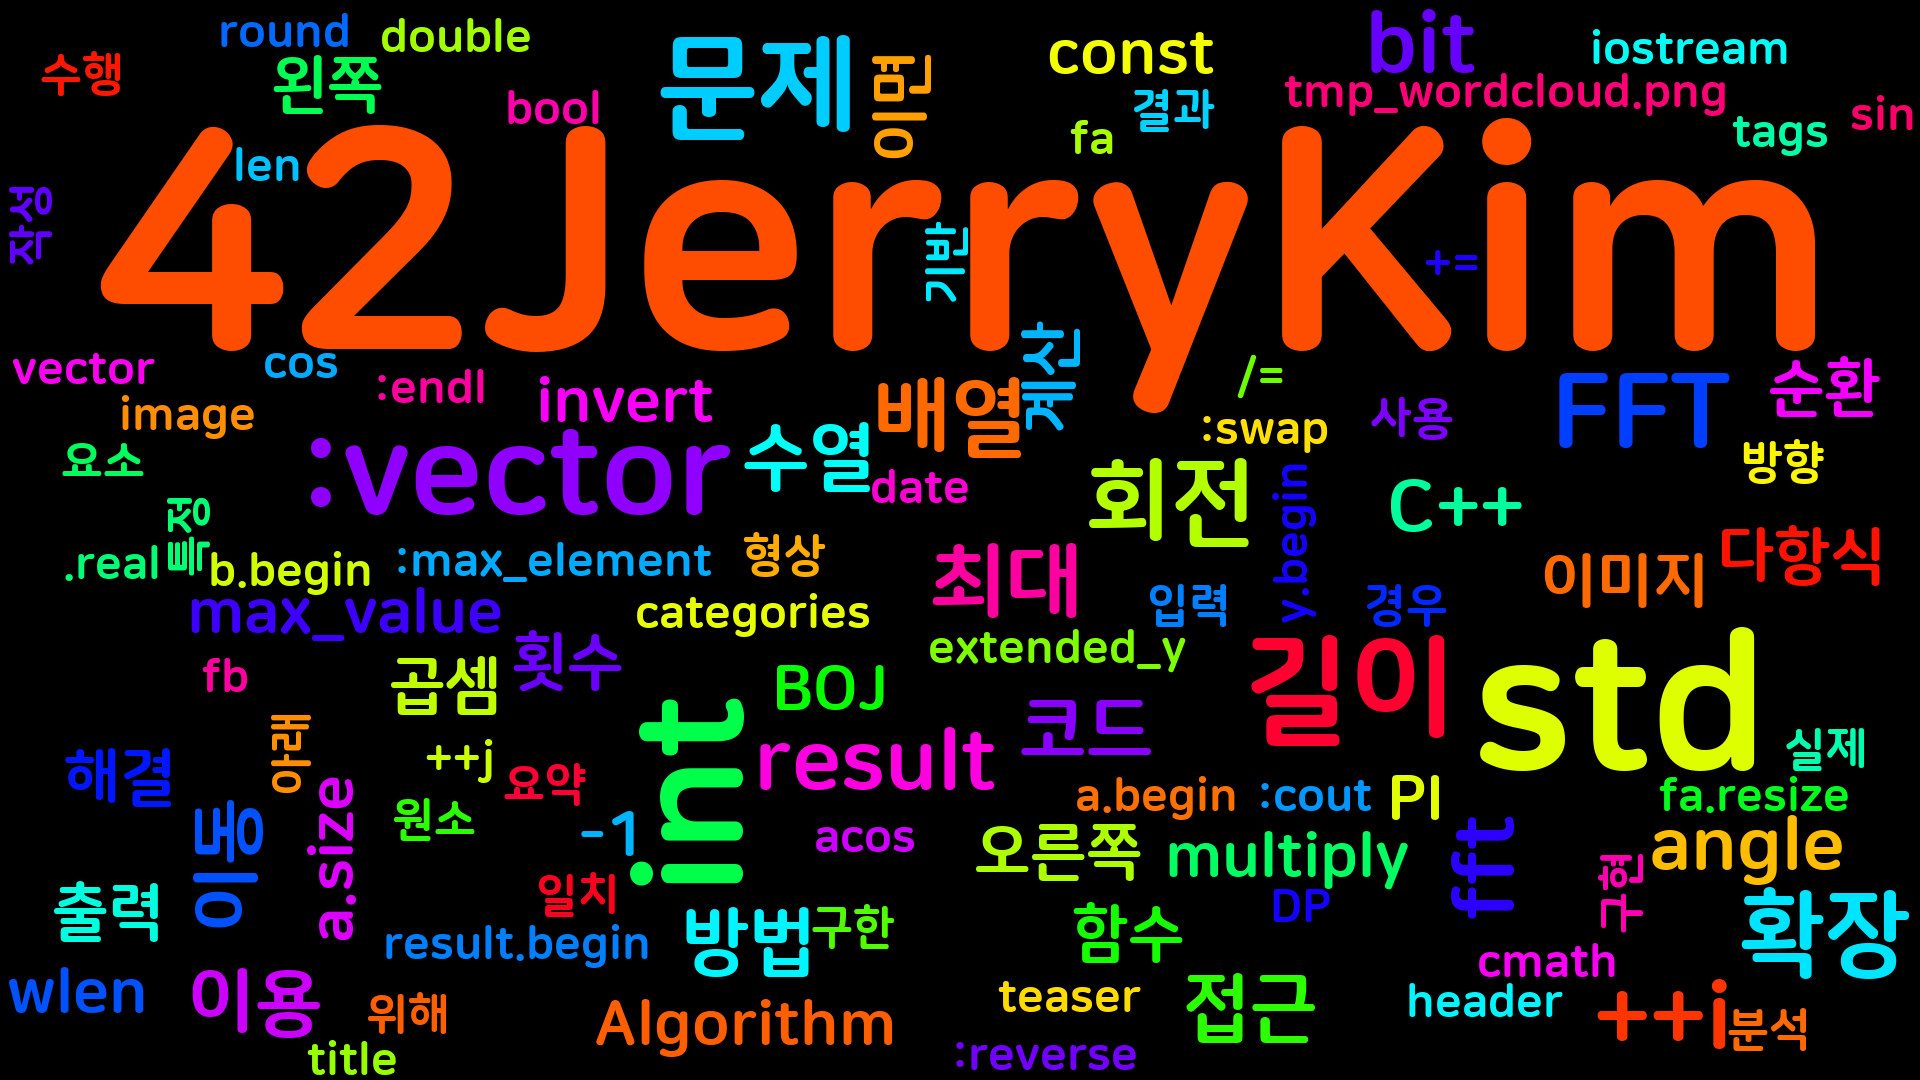 round
double
수행
왼쪽
bool
문제
이번
const
결과
fa
bit
iostream
tmp_wordcloud.png
tags
sin
42JerryKim
len
작성
기반
+=
계산
vector
cos
:endl
invert
image
배열
/=
:swap
사용
FFT
순환
:vector
수열
date
요소
회전
y.begin
C++
방향
.real
빠정
b.begin
:max_element
형상
최대
이미지
다항식
입력
경우
max_value
categories
extended_y
횟수
fb
곱셈
BOJ
int
result
코드
길이
std
실제
해결
아래
++j
요약
원소
a.size
-1
a.begin
:cout
PI
fa.resize
acos
오른쪽
multiply
fft
angle
이동
출력
일치
result.begin
방법
구한
함수
DP
구현
확장
cmath
wlen
이용
위해
Algorithm
teaser
접근
header
++i
분석
title
:reverse